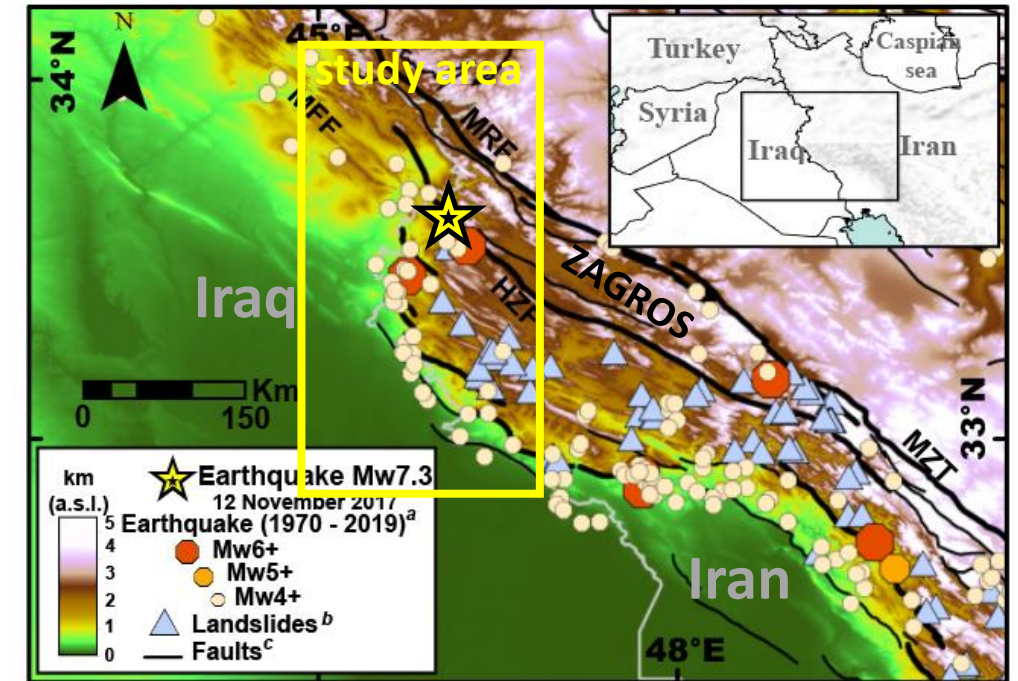 N
45°E
34°N
study area
MFF
MRF
HZF
ZAGROS
MZT
Iraq
Iran
33°N
48°E
Km
0 150
Turkey
Caspian
sea
Syria
Iraq
Iran
km
(a.s.l.)
5
4
3
2
1
0
Earthquake Mw7.3
12 November 2017
Earthquake (1970 - 2019)a
Mw6+
Mw5+
Mw4+
Landslides b
Faults c